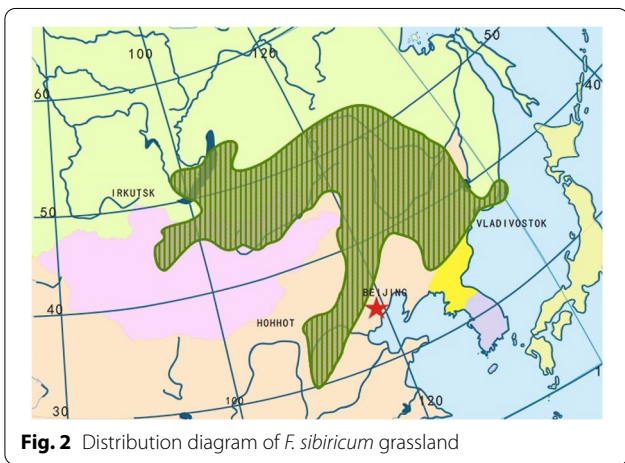 100
120
50
40
60
IRKUTSK
50
VLADIVOSTOK
BEIJING
40
HOHHOT
100
120
1
30
Fig. 2 Distribution diagram of F. sibiricum grassland